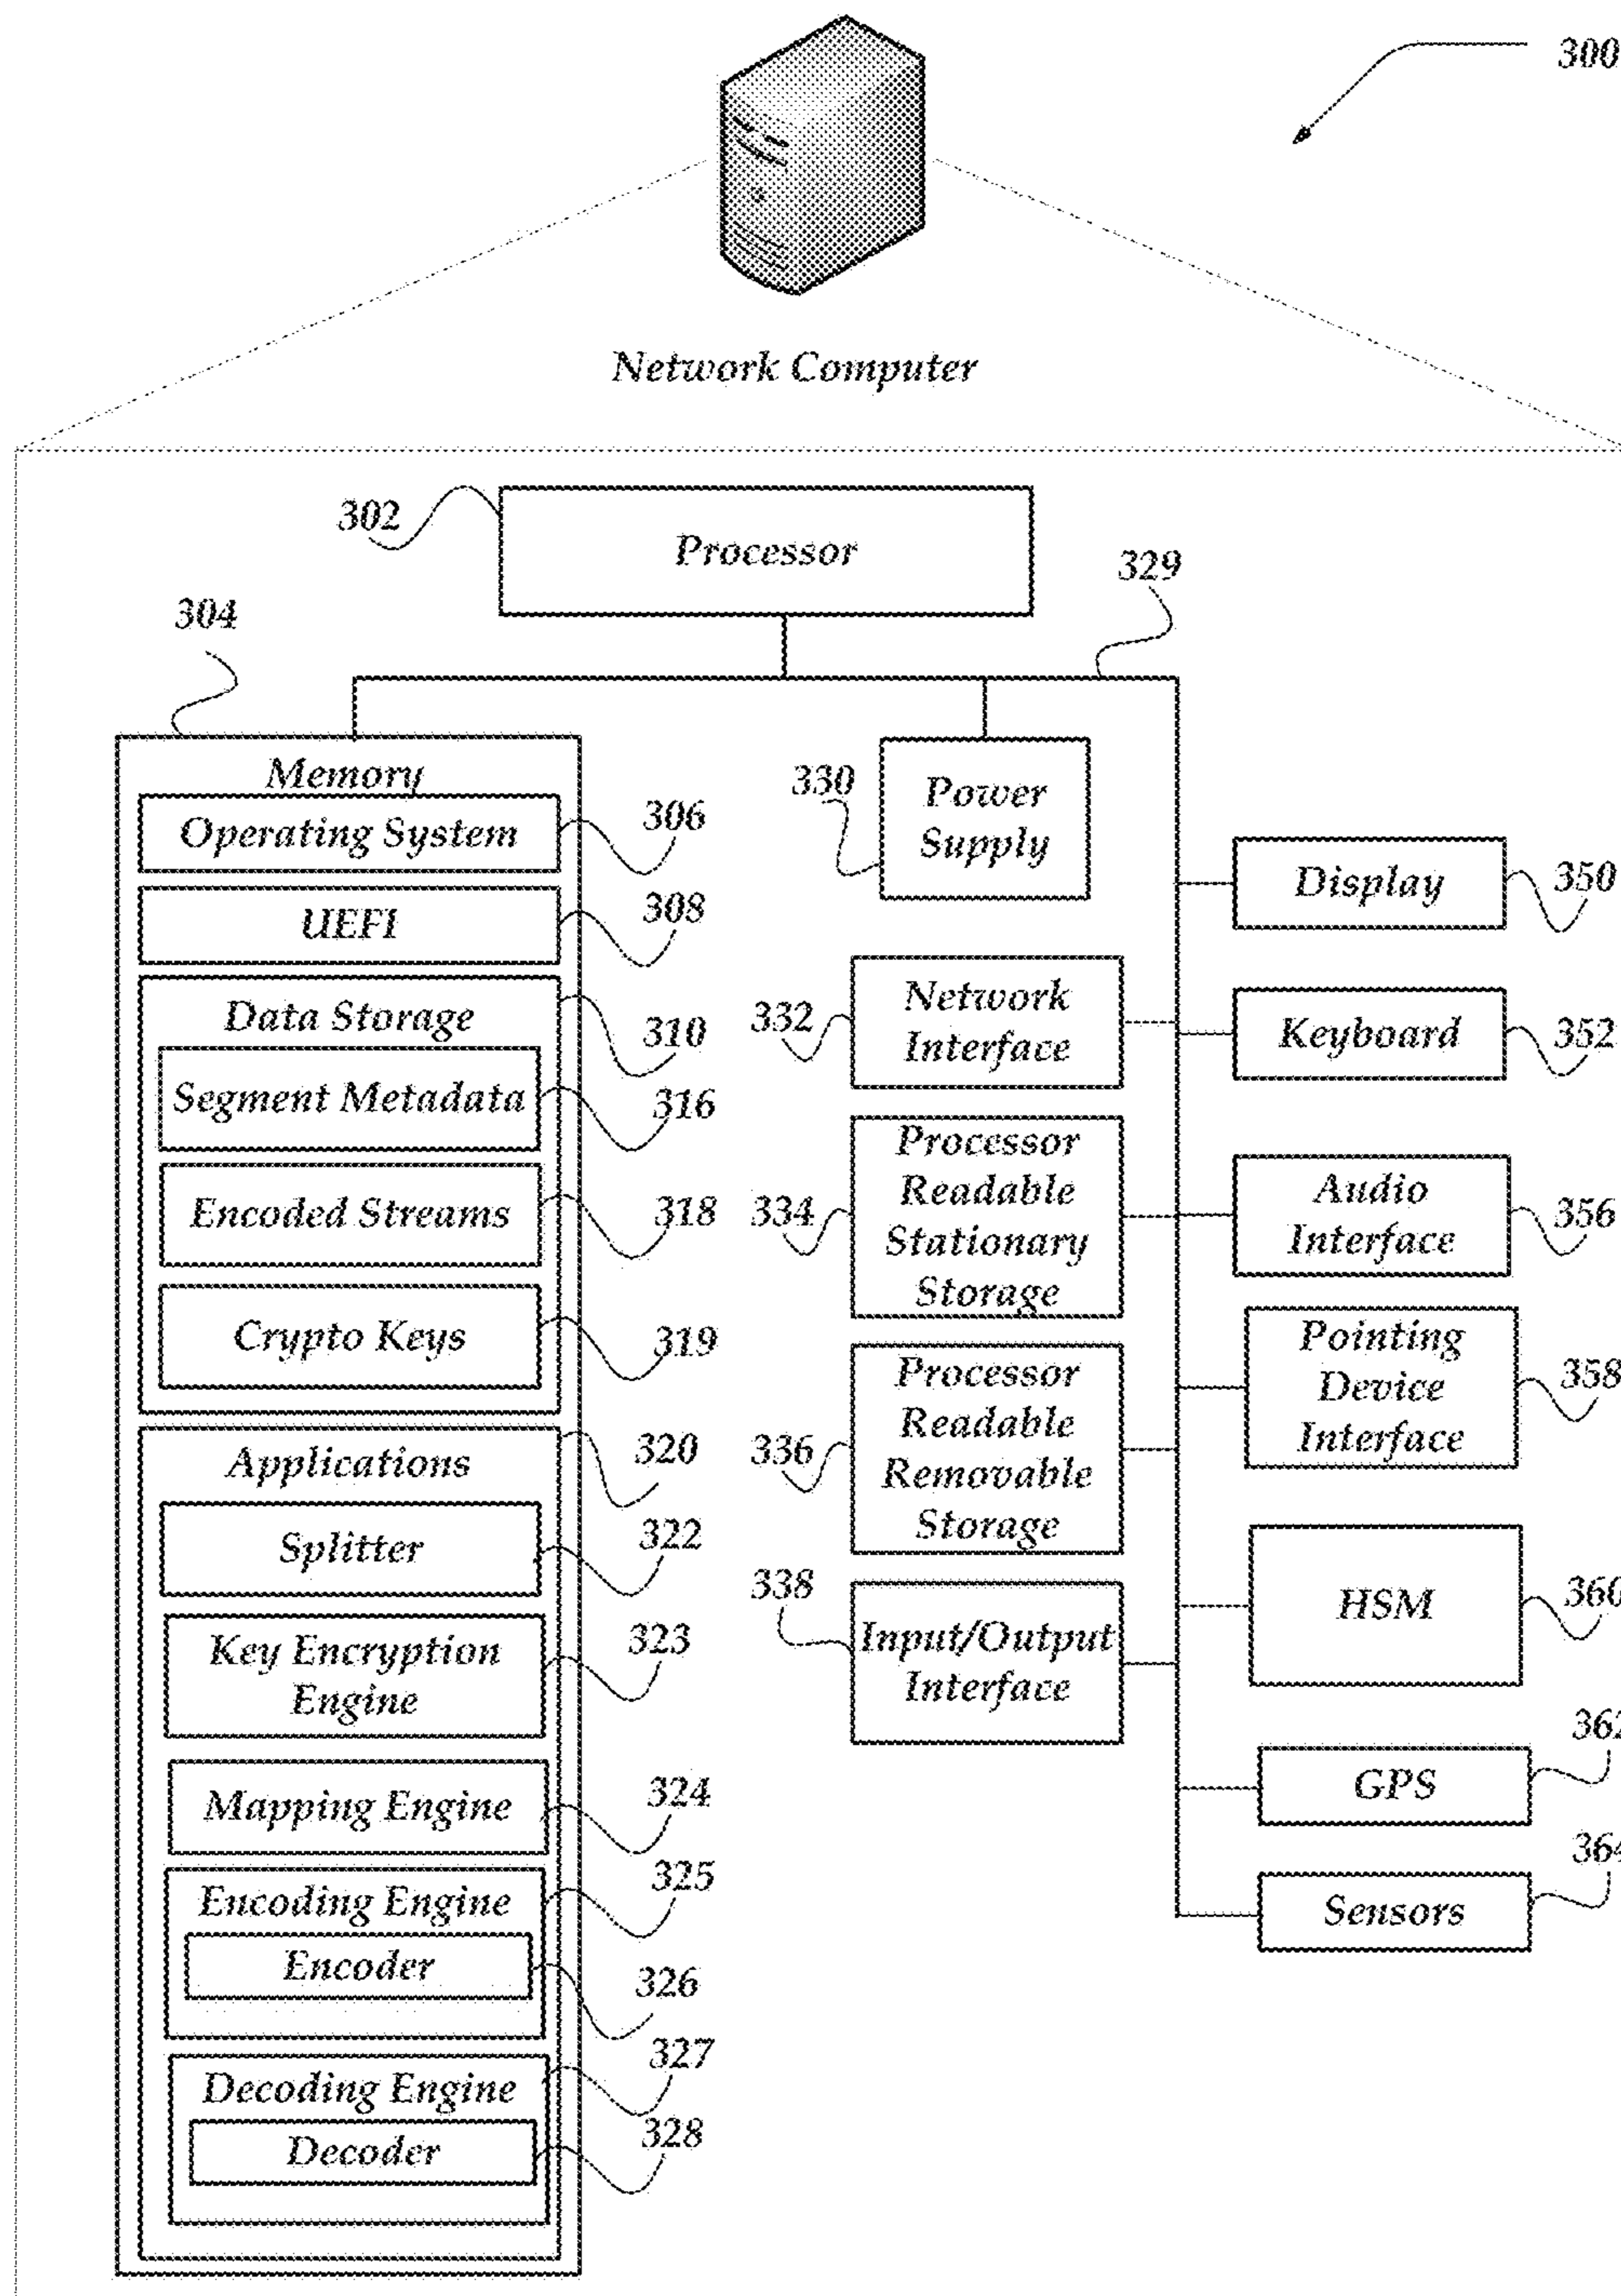 300
Network Computer
302
Processor
329
304
Memory
Operating System
306
UEFI
308
Data Storage
310
Segment Metadata
316
Encoded Streams
318
Crypto Keys
319
Applications
320
Splitter
322
Key Encryption
Engine
323
Mapping Engine
324
Encoding Engine
325
Encoder
326
Decoding Engine
327
Decoder
328
330
Power
Supply
332
Network
Interface
334
Processor
Readable
Stationary
Storage
336
Processor
Readable
Removable
Storage
338
Input/Output
Interface
Display
350
Keyboard
352
Audio
Interface
356
Pointing
Device
Interface
358
HSM
360
GPS
362
Sensors
364